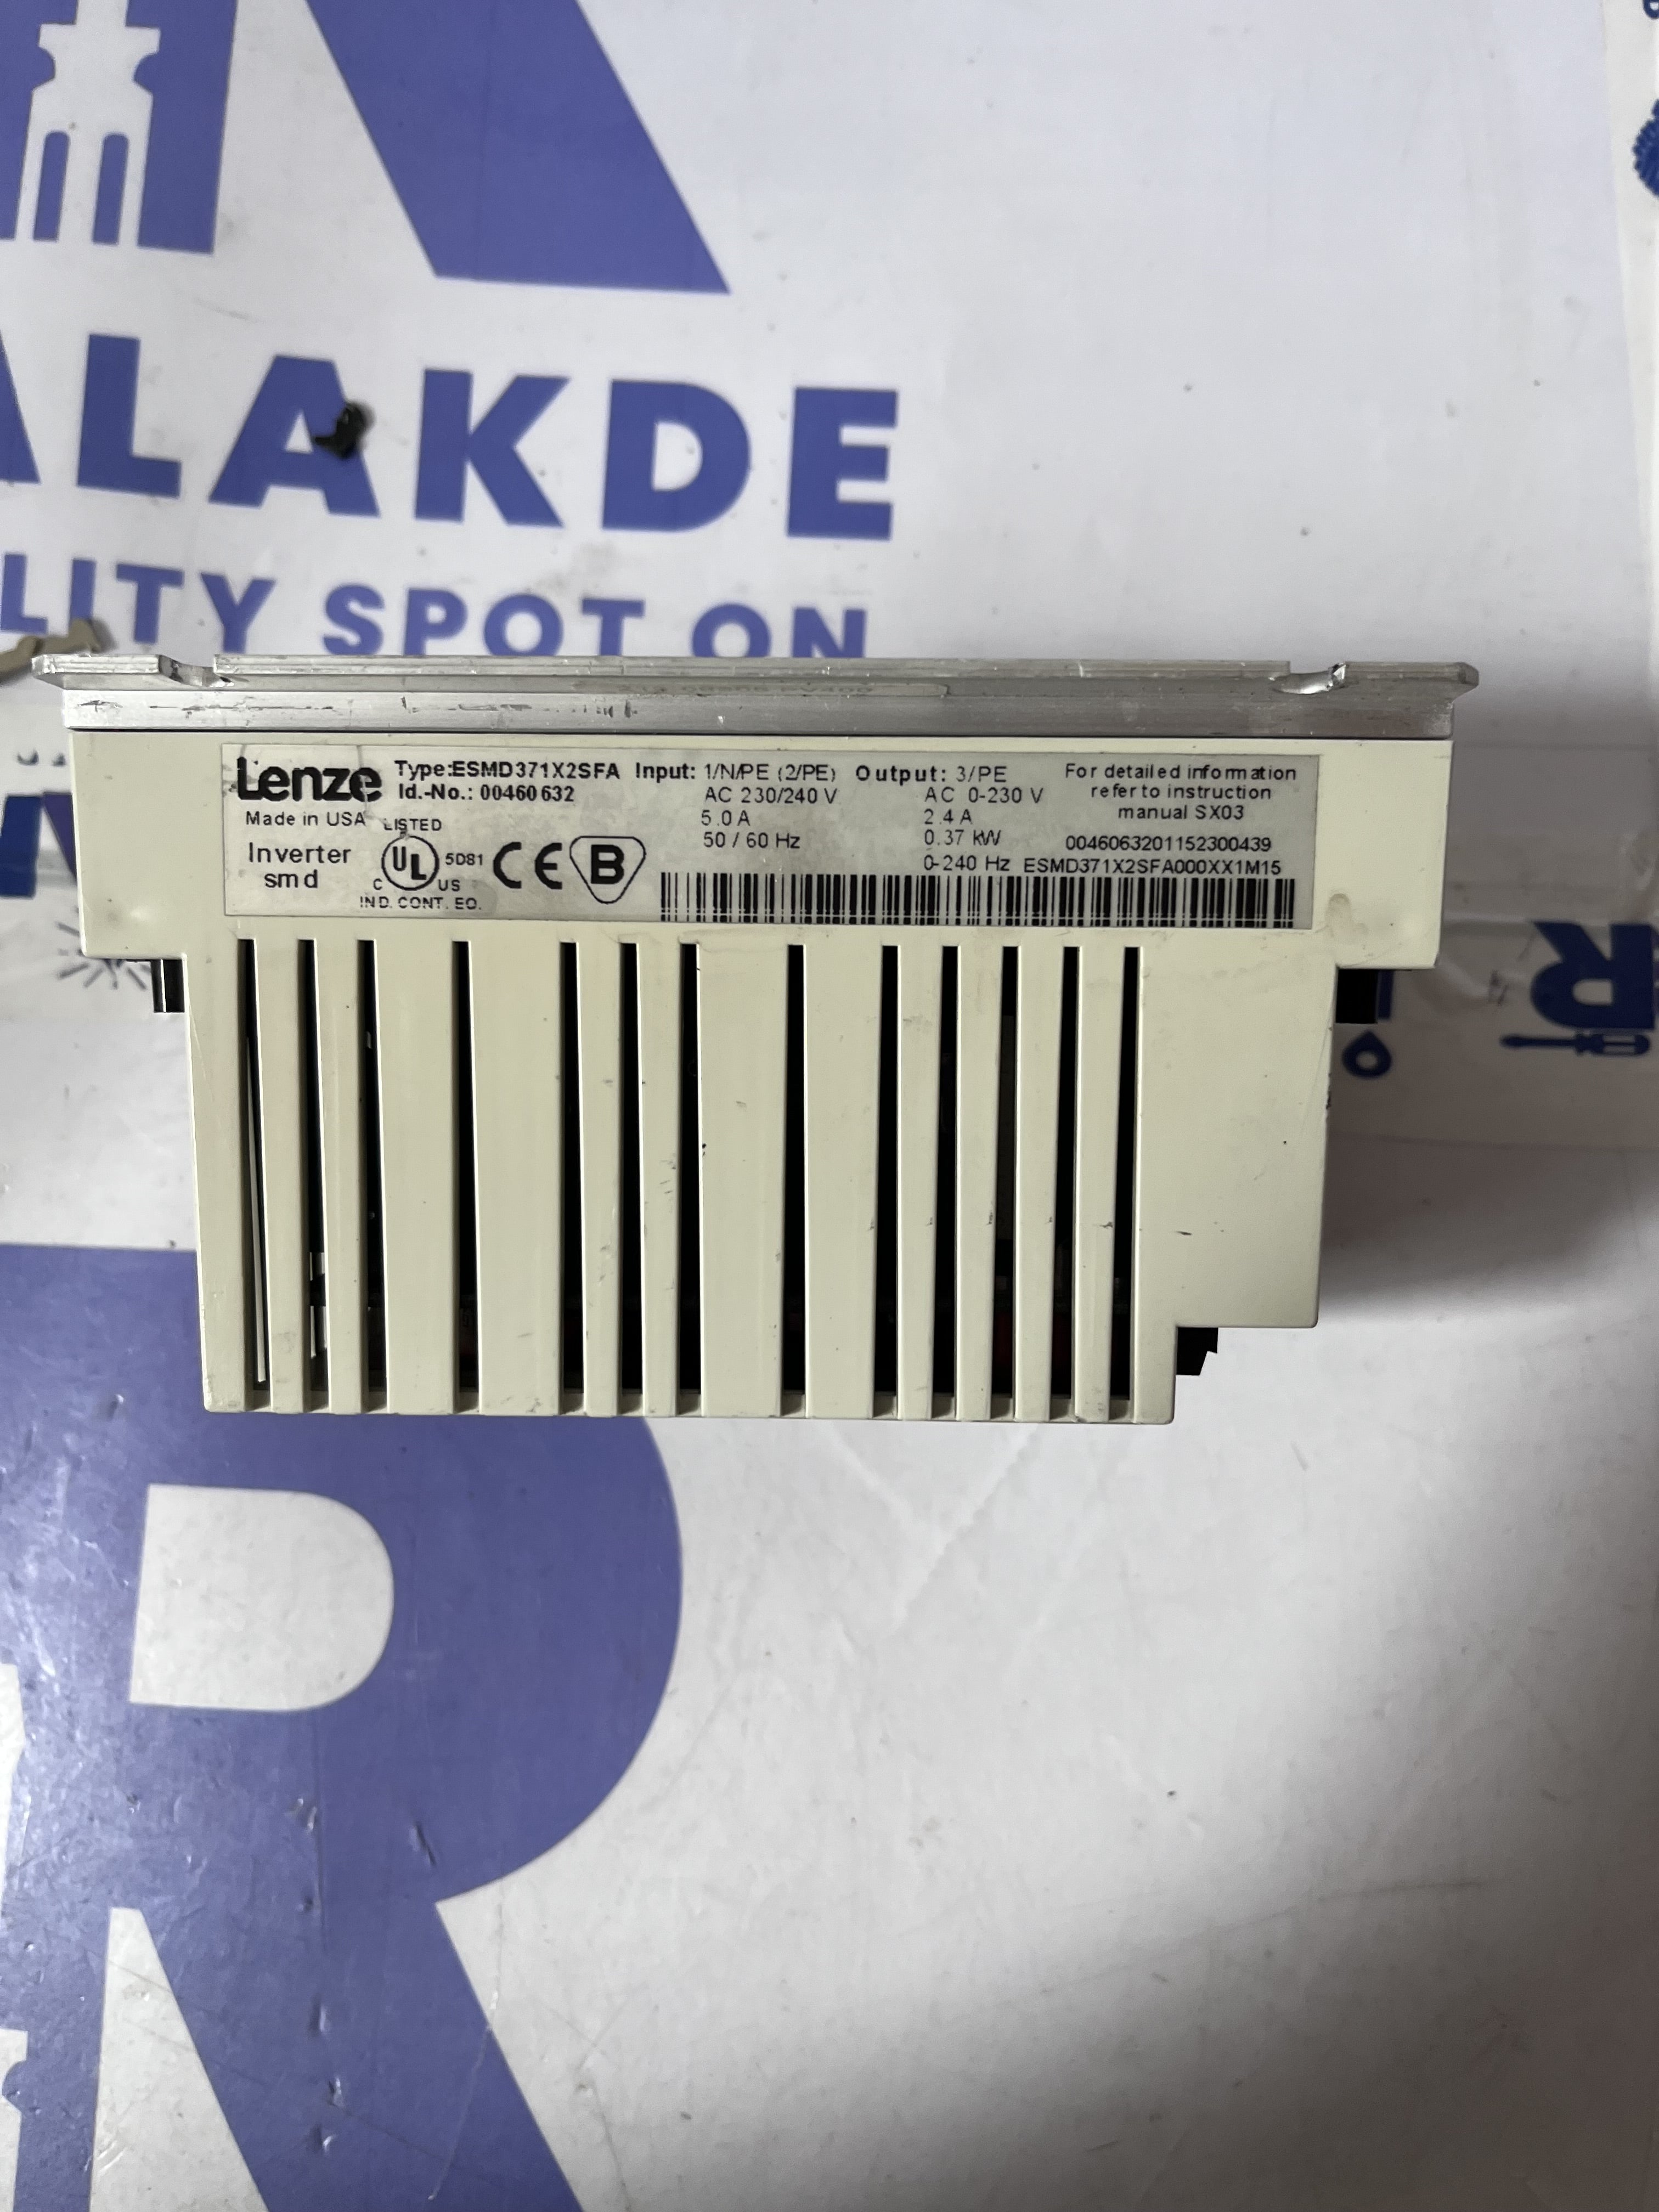 ALAKDE
LITY SPOT ON
Lenze
Type:ESMD371X2SFA
Id.-No.: 00460632
Made in USA
Inverter
smd
LISTED
UL
5D81
C US
IND. CONT. EQ.
CE
B
Input: 1/N/PE (2/PE)
AC 230/240 V
5.0 A
50 / 60 Hz
Output: 3/PE
AC 0-230 V
2.4 A
0.37 kW
0-240 Hz
For detailed information
refer to instruction
manual SX03
0046063201152300439
ESMD371X2SFA000XX1M15
R
R